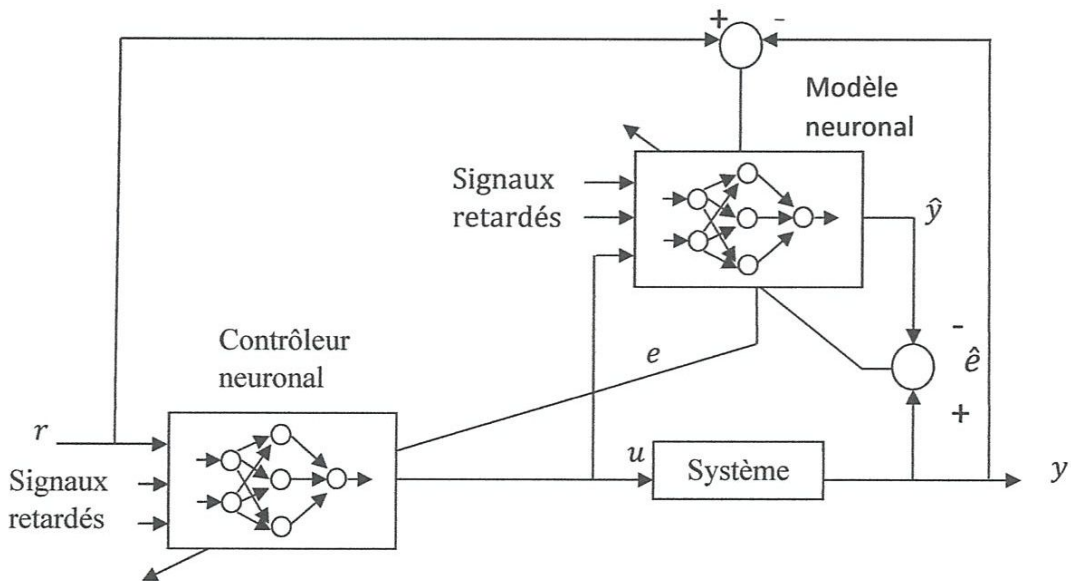 + -
Modèle
neuronal
Signaux
retardés
ŷ
-
ê
+
Contrôleur
neuronal
e
r
Signaux
retardés
u
Système
y